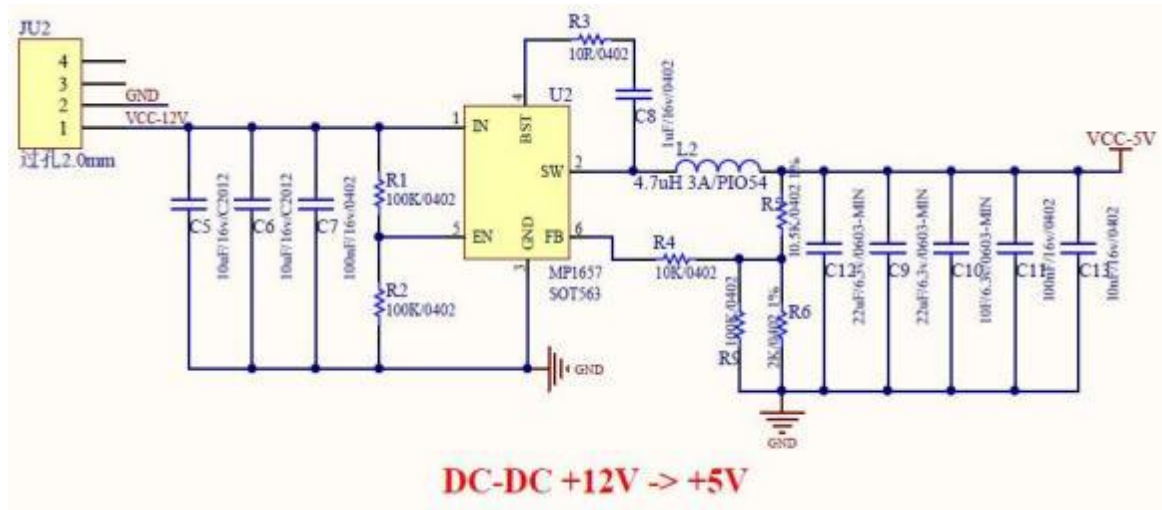 JU2
4
3
2
1
GND
VCC-12V
过孔2.0mm
C5
10uF/16v/C2012
C6
10uF/16v/C2012
C7
100nF/16v/0402
R1
100K/0402
R2
100K/0402
R3
10R/0402
C8
1uF/16v/0402
U2
1
IN
4
BST
SW
2
5
EN
GND
3
FB
6
MP1657
SOT563
GND
L2
4.7uH 3A/PIO54
R4
10K/0402
R5
10.5K/0402 1%
R9
100K/0402
R6
2K/0402 1%
GND
VCC-5V
C12
22uF/6.3v/0603-MIN
C9
22uF/6.3v/0603-MIN
C10
10F/6.3v/0603-MIN
C11
100nF/16v/0402
C13
10nF/16v/0402
DC-DC +12V -> +5V